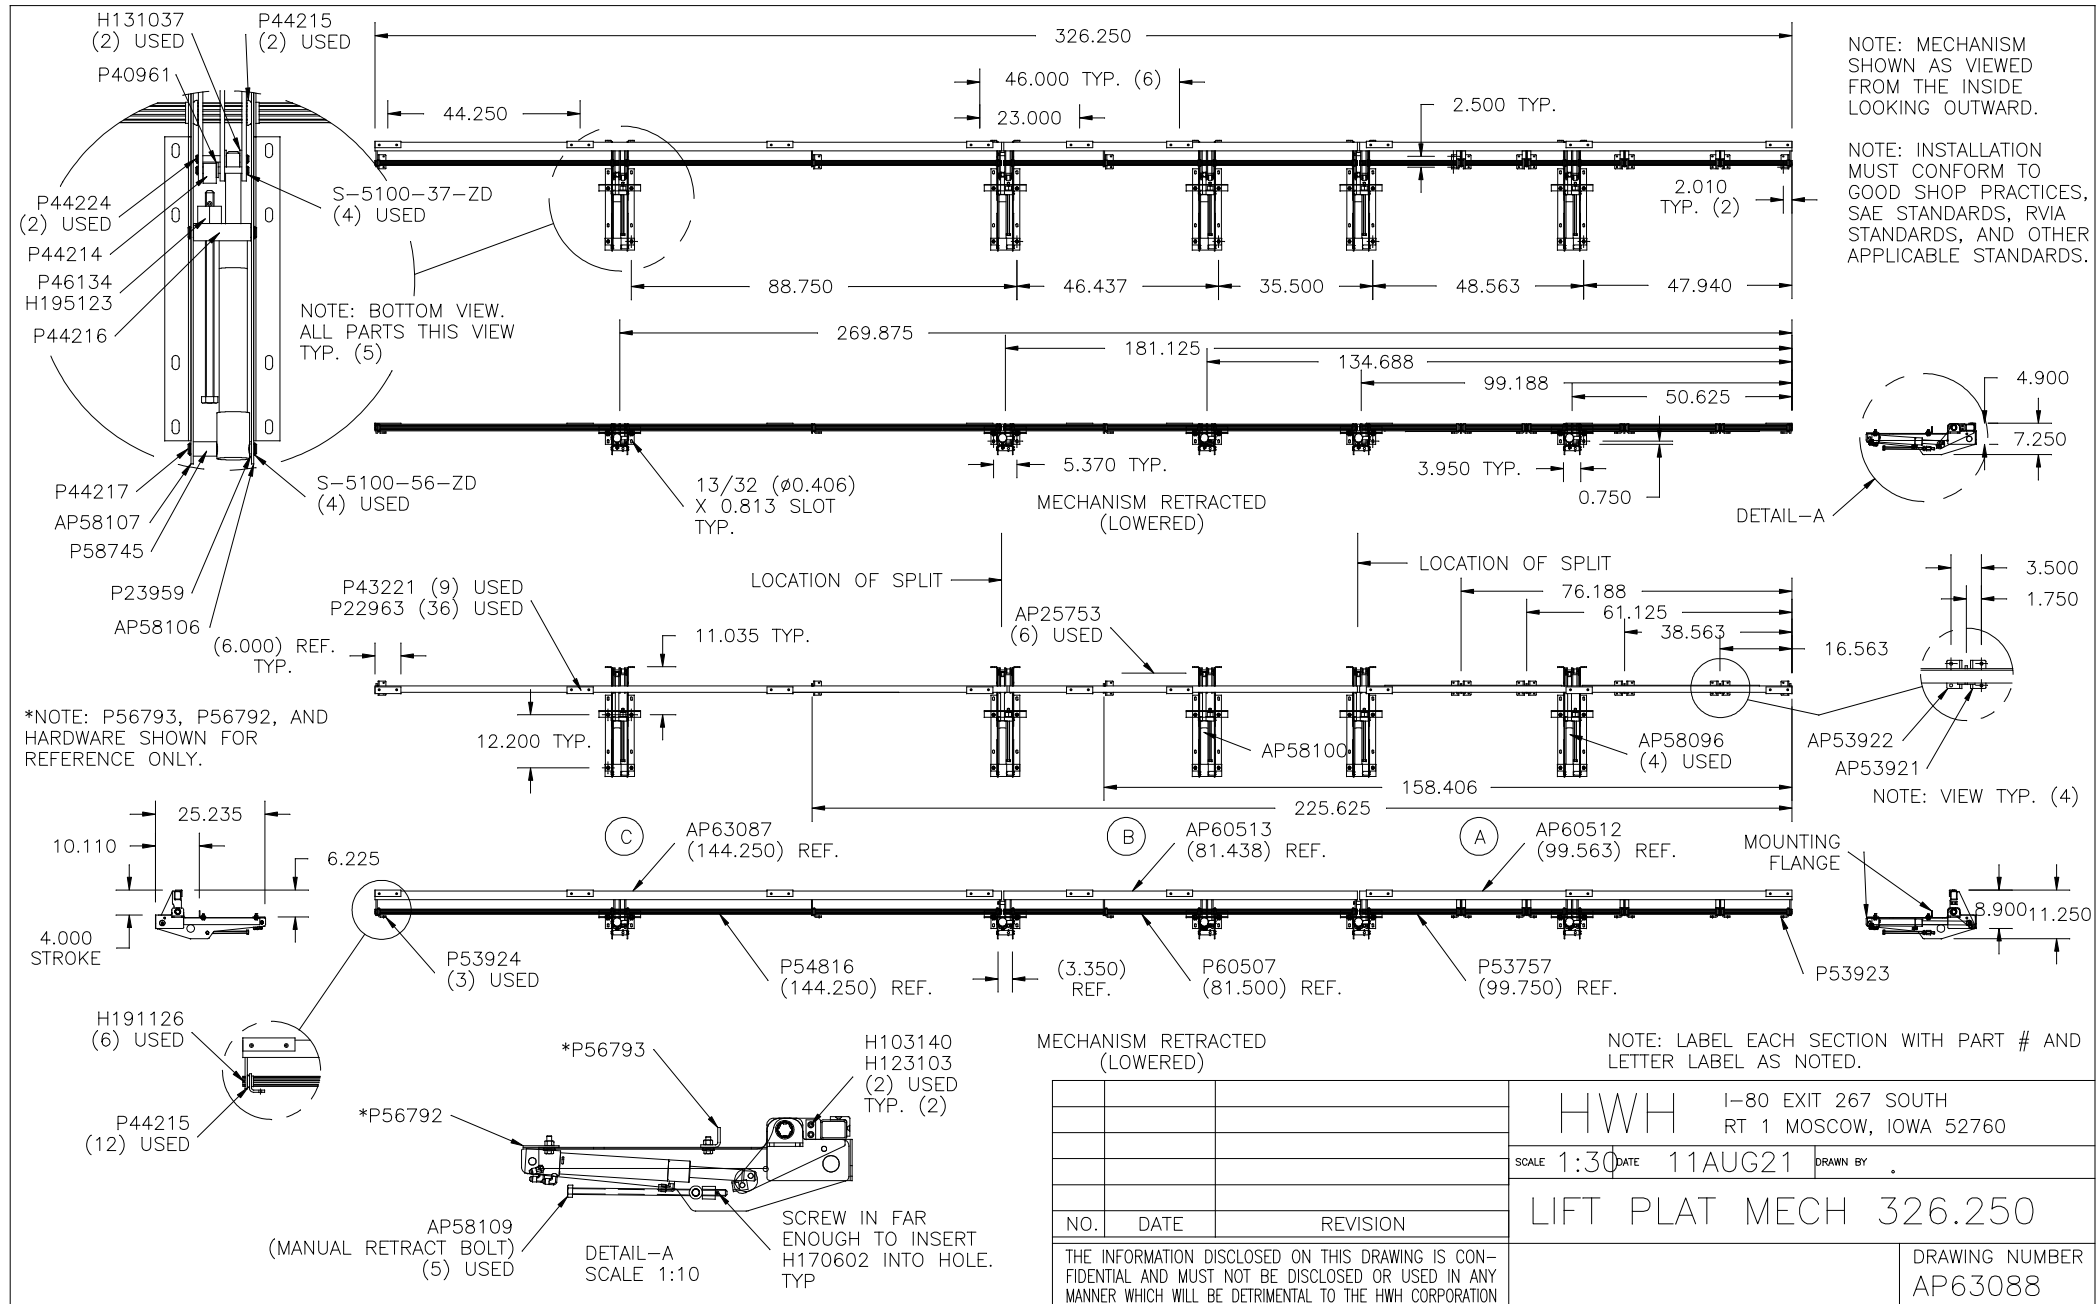 H131037
(2) USED
P44215
(2) USED
P40961
P44224
(2) USED
P44214
P46134
H195123
P44216
S-5100-37-ZD
(4) USED
NOTE: BOTTOM VIEW.
ALL PARTS THIS VIEW
TYP. (5)
P44217
AP58107
P58745
P23959
AP58106
S-5100-56-ZD
(4) USED
326.250
46.000 TYP. (6)
44.250
23.000
2.500 TYP.
2.010
TYP. (2)
88.750
46.437
35.500
48.563
47.940
NOTE: MECHANISM
SHOWN AS VIEWED
FROM THE INSIDE
LOOKING OUTWARD.
NOTE: INSTALLATION
MUST CONFORM TO
GOOD SHOP PRACTICES,
SAE STANDARDS, RVIA
STANDARDS, AND OTHER
APPLICABLE STANDARDS.
269.875
181.125
134.688
99.188
50.625
13/32 (ø0.406)
X 0.813 SLOT
TYP.
5.370 TYP.
3.950 TYP.
0.750
MECHANISM RETRACTED
(LOWERED)
4.900
7.250
DETAIL-A
LOCATION OF SPLIT
LOCATION OF SPLIT
P43221 (9) USED
P22963 (36) USED
(6.000) REF.
TYP.
11.035 TYP.
AP25753
(6) USED
76.188
61.125
38.563
16.563
3.500
1.750
12.200 TYP.
AP58100
AP58096
(4) USED
AP53922
AP53921
NOTE: VIEW TYP. (4)
158.406
225.625
*NOTE: P56793, P56792, AND
HARDWARE SHOWN FOR
REFERENCE ONLY.
25.235
10.110
6.225
4.000
STROKE
C
AP63087
(144.250) REF.
B
AP60513
(81.438) REF.
A
AP60512
(99.563) REF.
MOUNTING
FLANGE
8.900
11.250
P53924
(3) USED
P54816
(144.250) REF.
(3.350)
REF.
P60507
(81.500) REF.
P53757
(99.750) REF.
P53923
H191126
(6) USED
P44215
(12) USED
*P56793
*P56792
H103140
H123103
(2) USED
TYP. (2)
AP58109
(MANUAL RETRACT BOLT)
(5) USED
DETAIL-A
SCALE 1:10
SCREW IN FAR
ENOUGH TO INSERT
H170602 INTO HOLE.
TYP
MECHANISM RETRACTED
(LOWERED)
NOTE: LABEL EACH SECTION WITH PART # AND
LETTER LABEL AS NOTED.
NO. DATE REVISION
THE INFORMATION DISCLOSED ON THIS DRAWING IS CON-
FIDENTIAL AND MUST NOT BE DISCLOSED OR USED IN ANY
MANNER WHICH WILL BE DETRIMENTAL TO THE HWH CORPORATION
HWH
I-80 EXIT 267 SOUTH
RT 1 MOSCOW, IOWA 52760
SCALE 1:30 DATE 11AUG21 DRAWN BY .
LIFT PLAT MECH 326.250
DRAWING NUMBER
AP63088